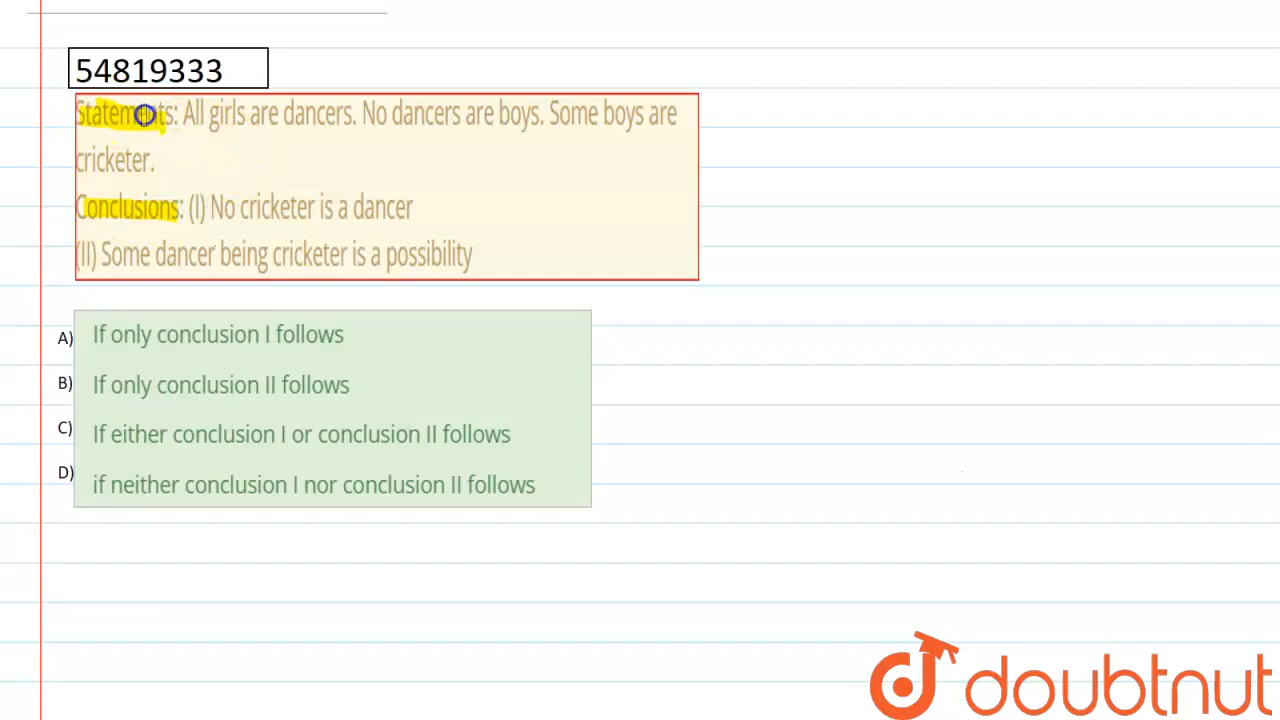 54819333
Statements: All girls are dancers. No dancers are boys. Some boys are
cricketer.
Conclusions: (I) No cricketer is a dancer
(II) Some dancer being cricketer is a possibility
A) If only conclusion I follows
B) If only conclusion II follows
C) If either conclusion I or conclusion II follows
D) if neither conclusion I nor conclusion II follows
doubtnut